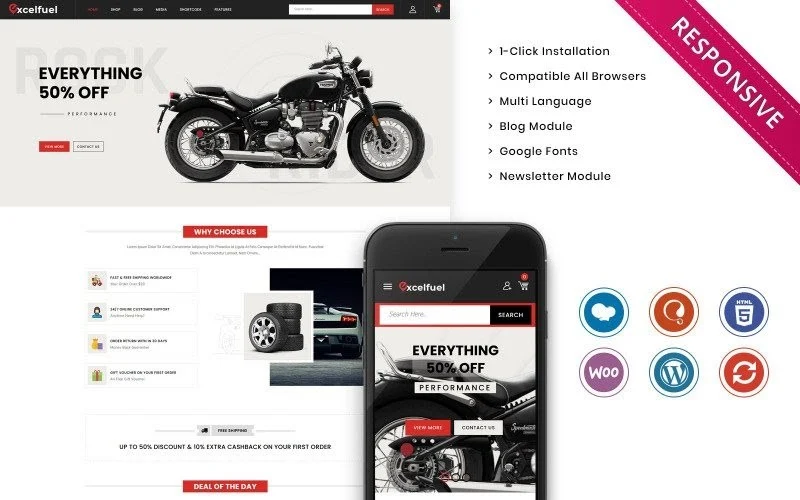 excelfuel
HOME SHOP BLOG MEDIA SHORTCODE FEATURES
SEARCH
ROCK
EVERYTHING
50% OFF
PERFORMANCE
RIDER
VIEW MORE CONTACT US
WHY CHOOSE US
FAST & FREE SHIPPING WORLDWIDE
24/7 ONLINE CUSTOMER SUPPORT
ORDER RETURN WITH IN 30 DAYS
GIFT VOUCHER ON YOUR FIRST ORDER
FREE SHIPPING
UP TO 50% DISCOUNT & 10% EXTRA CASHBACK ON YOUR FIRST ORDER
DEAL OF THE DAY
excelfuel
0
Search Here..
SEARCH
EVERYTHING
50% OFF
PERFORMANCE
VIEW MORE CONTACT US
RESPONSIVE
1-Click Installation
Compatible All Browsers
Multi Language
Blog Module
Google Fonts
Newsletter Module
HTML
5
WOO